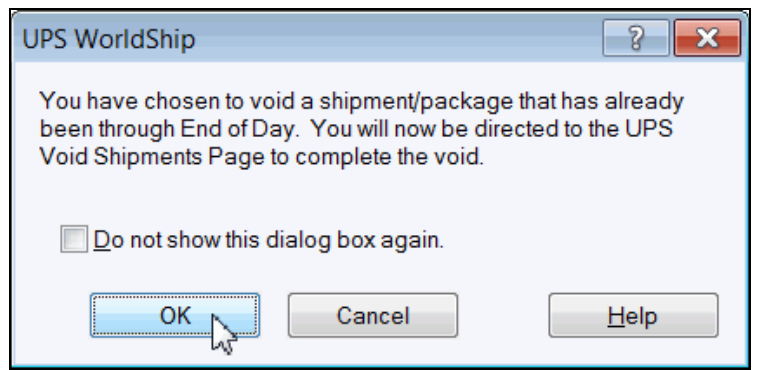 UPS WorldShip
You have chosen to void a shipment/package that has already
been through End of Day.  You will now be directed to the UPS
Void Shipments Page to complete the void.
Do not show this dialog box again.
OK Cancel Help